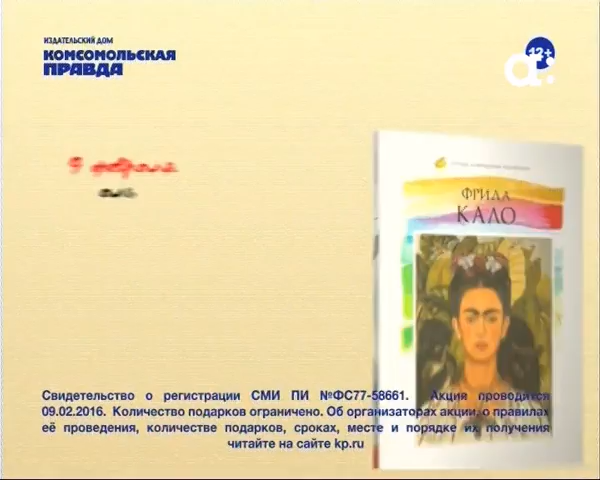 ИЗДАТЕЛЬСКИЙ ДОМ
КОМСОМОЛЬСКАЯ
ПРАВДА
12+
9 февраля
ФРИДА
КАЛО
Свидетельство о регистрации СМИ ПИ №ФС77-58661. Акция проводится
09.02.2016. Количество подарков ограничено. Об организаторах акции, о правилах
её проведения, количестве подарков, сроках, месте и порядке их получения
читайте на сайте kp.ru